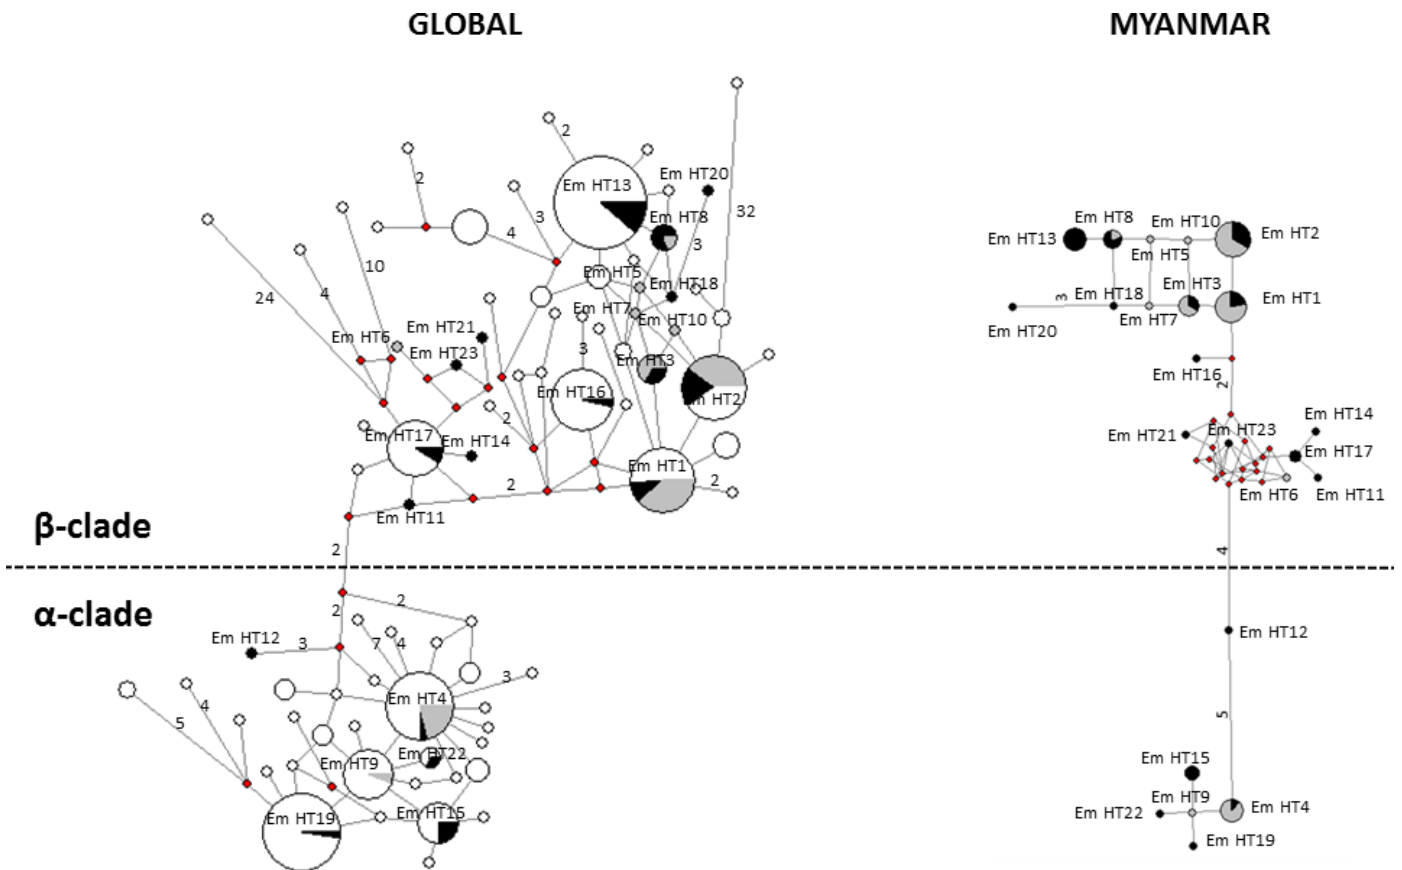 GLOBAL
MYANMAR
2
2
Em HT13
Em HT20
3
4
Em HT8
32
3
10
24
4
Em HT5
Em HT18
Em HT7
Em HT10
Em HT6
Em HT21
Em HT23
3
Em HT3
Em HT16
Em HT2
2
Em HT17
Em HT14
Em HT1
2
2
Em HT11
β-clade
2
Em HT8
Em HT10
Em HT13
Em HT2
Em HT5
Em HT3
Em HT18
3
Em HT7
Em HT1
Em HT20
Em HT16
2
Em HT14
Em HT21
Em HT23
Em HT17
Em HT6
Em HT11
4
α-clade
2
2
Em HT12
3
7
4
3
Em HT4
4
5
Em HT22
Em HT9
Em HT19
Em HT15
Em HT12
5
Em HT15
Em HT9
Em HT22
Em HT4
Em HT19